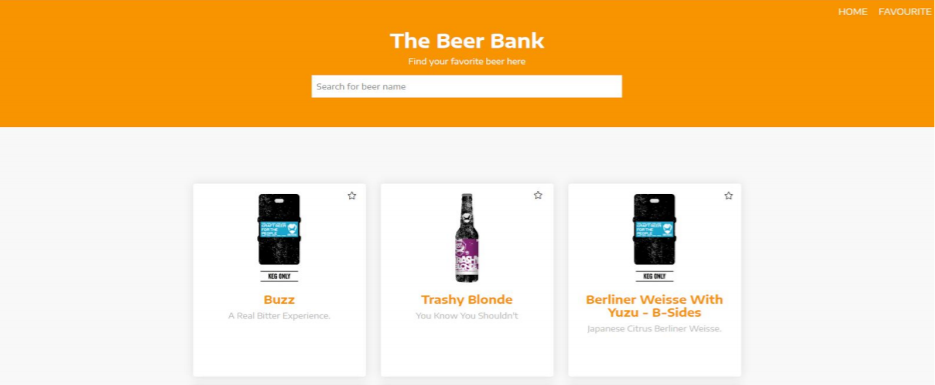 HOME FAVOURITE
The Beer Bank
Find your favorite beer here
Search for beer name
KEG ONLY
KEG ONLY
Buzz
A Real Bitter Experience.
Trashy Blonde
You Know You Shouldn't
Berliner Weisse With
Yuzu - B-Sides
Japanese Citrus Berliner Weisse.